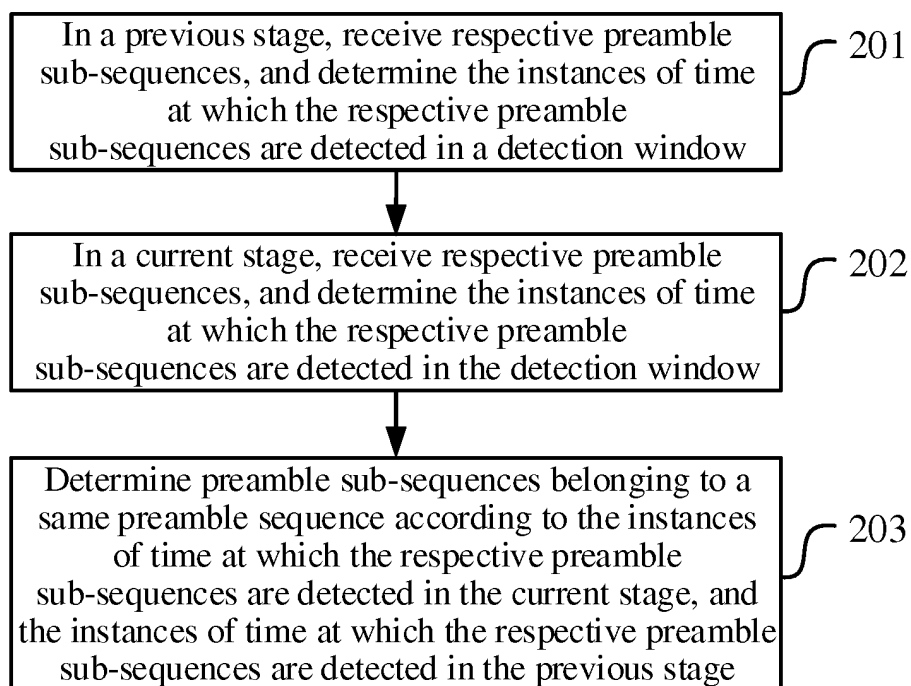 In a previous stage, receive respective preamble
sub-sequences, and determine the instances of time
at which the respective preamble
sub-sequences are detected in a detection window
201
In a current stage, receive respective preamble
sub-sequences, and determine the instances of time
at which the respective preamble
sub-sequences are detected in the detection window
202
Determine preamble sub-sequences belonging to a
same preamble sequence according to the instances
of time at which the respective preamble
sub-sequences are detected in the current stage, and
the instances of time at which the respective preamble
sub-sequences are detected in the previous stage
203